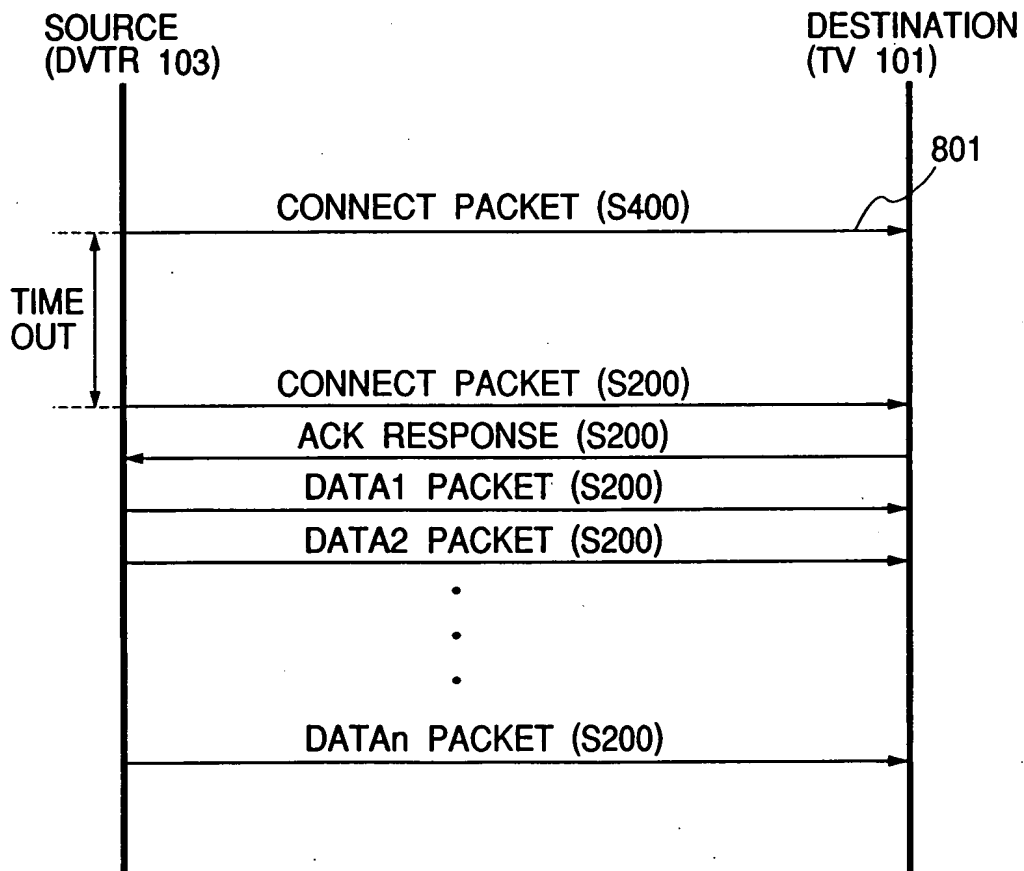 SOURCE
(DVTR 103)
DESTINATION
(TV 101)
801
CONNECT PACKET (S400)
TIME
OUT
CONNECT PACKET (S200)
ACK RESPONSE (S200)
DATA1 PACKET (S200)
DATA2 PACKET (S200)
DATAn PACKET (S200)